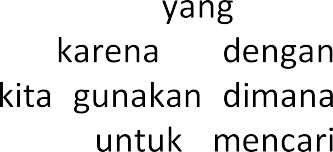 yang
karena dengan
kita gunakan dimana
untuk mencari